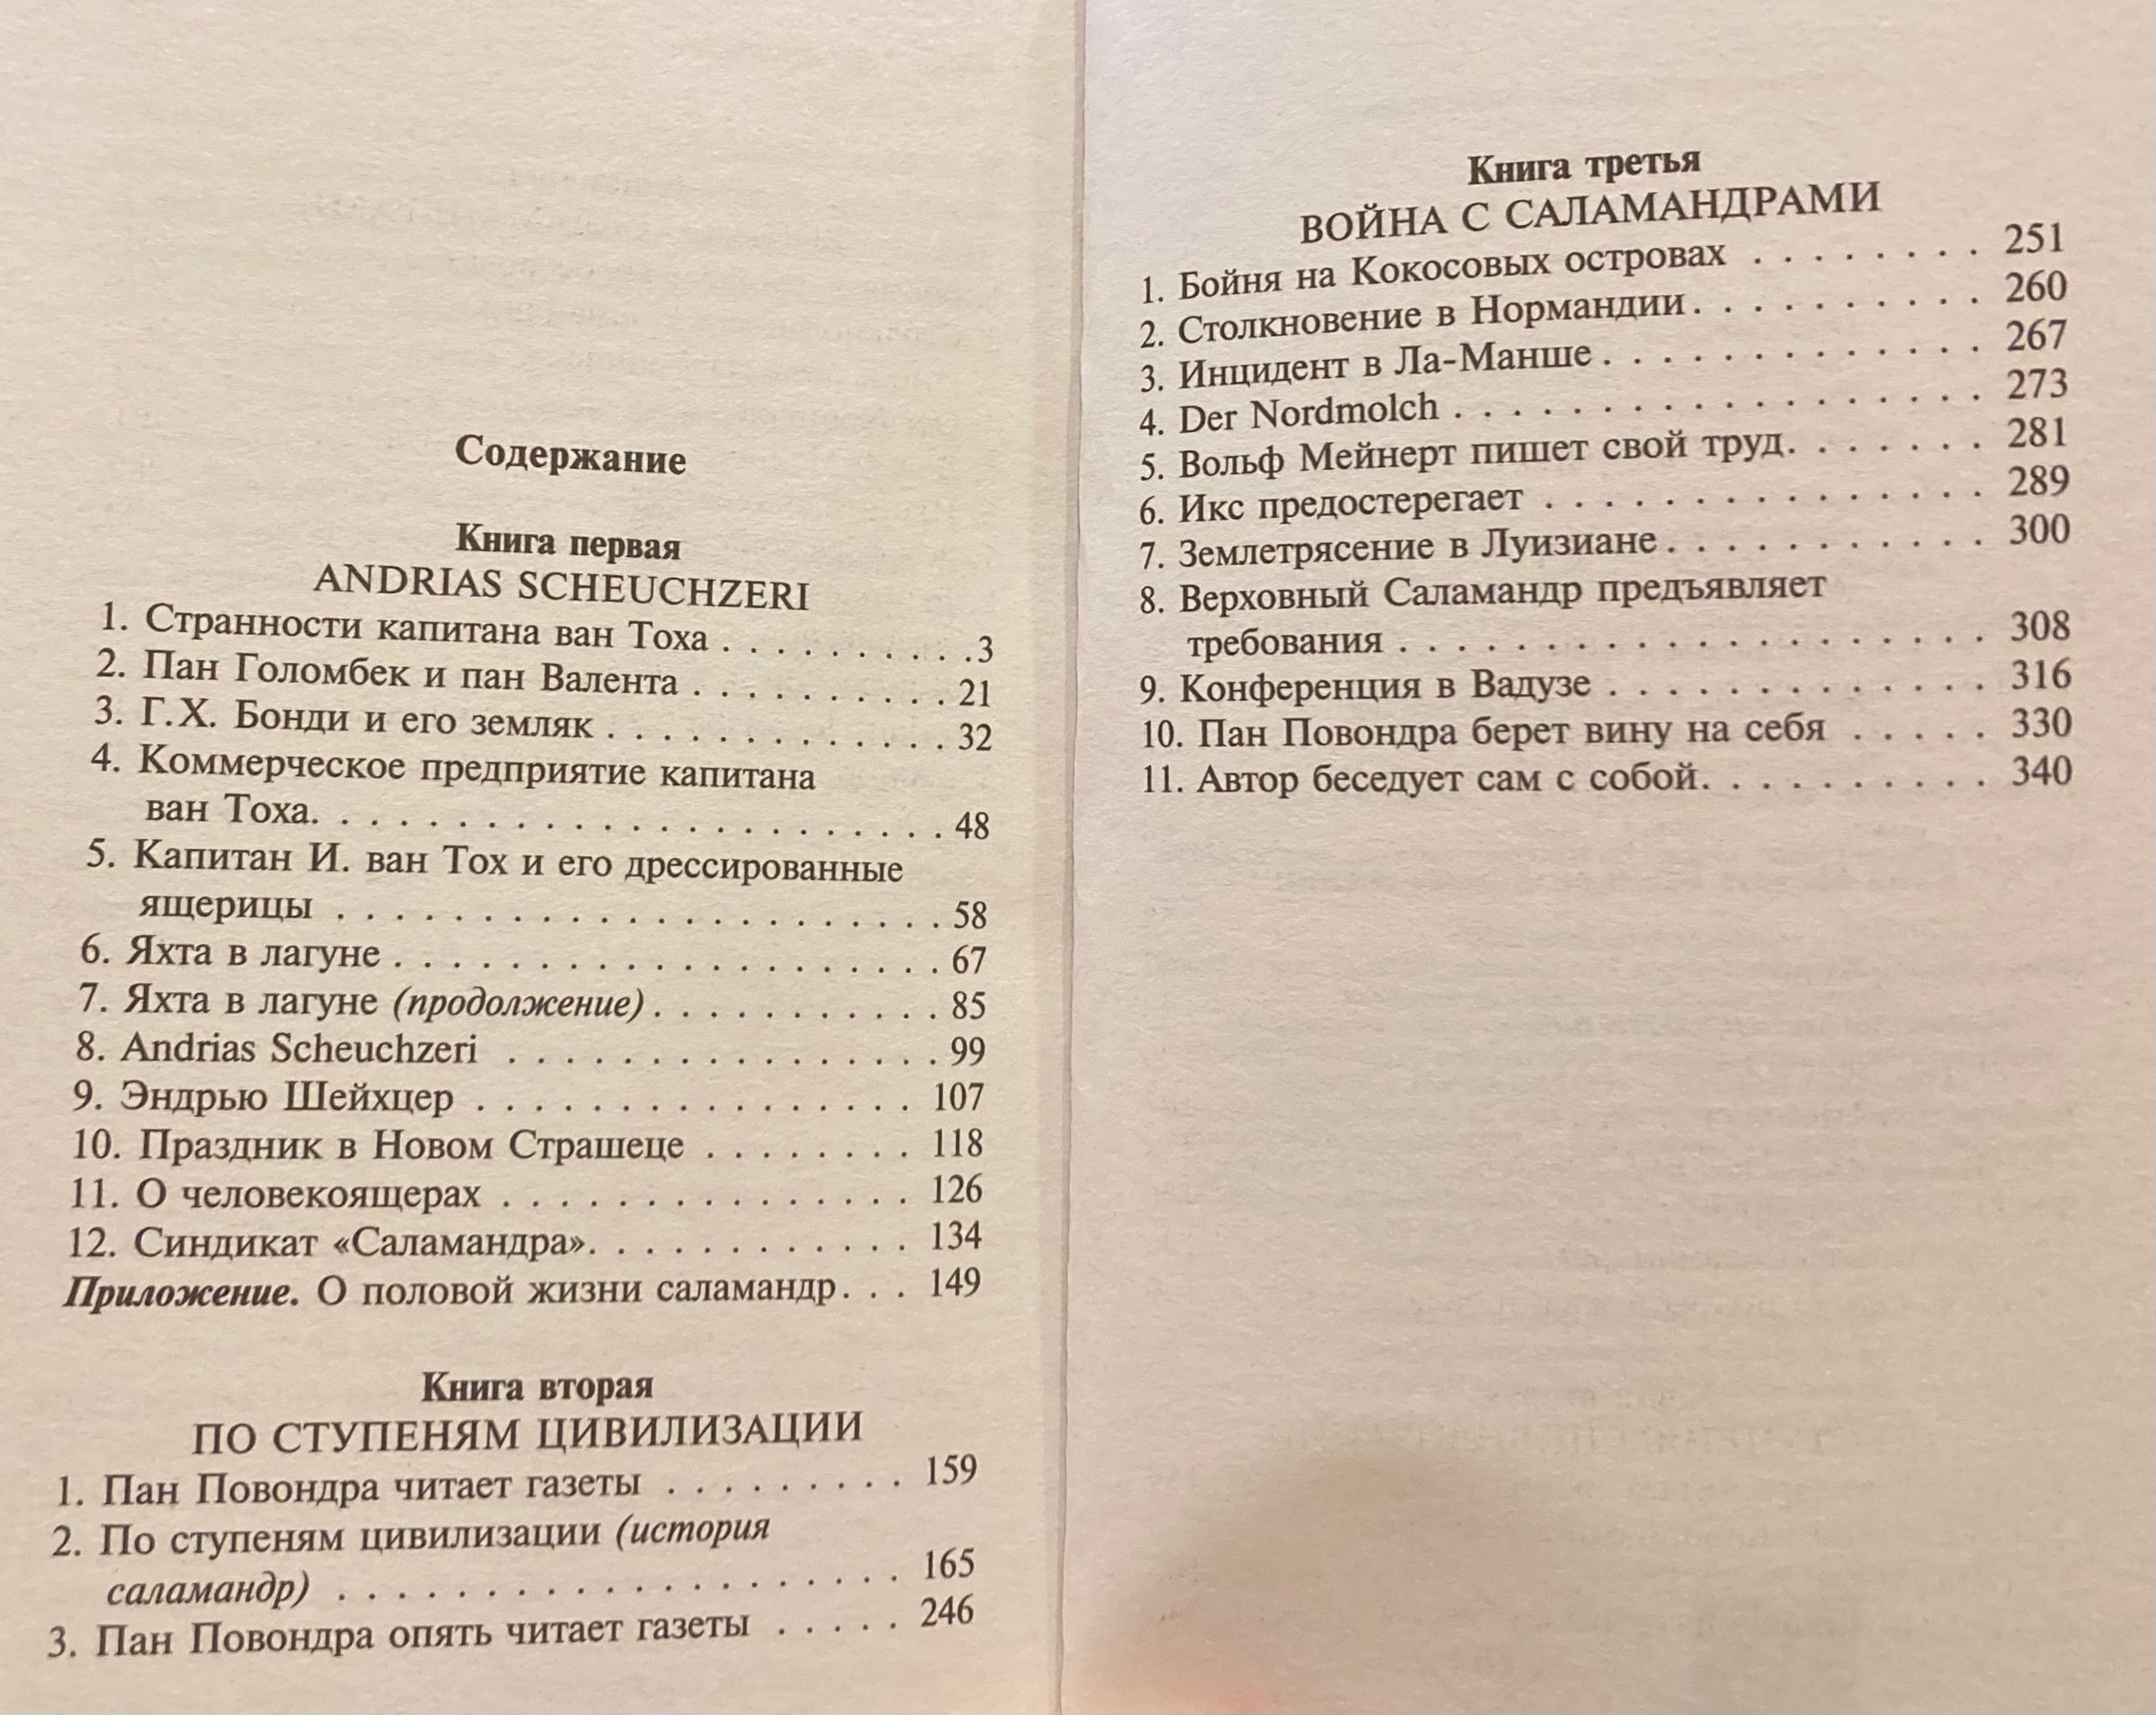 Содержание
Книга первая
ANDRIAS SCHEUCHZERI
1. Странности капитана ван Тоха . . . . . . . . . . 3
2. Пан Голомбек и пан Валента . . . . . . . . . . 21
3. Г.Х. Бонди и его земляк . . . . . . . . . . . . . 32
4. Коммерческое предприятие капитана
ван Тоха. . . . . . . . . . . . . . . . . . . . . . 48
5. Капитан И. ван Тох и его дрессированные
ящерицы . . . . . . . . . . . . . . . . . . . . . 58
6. Яхта в лагуне . . . . . . . . . . . . . . . . . . . 67
7. Яхта в лагуне (продолжение) . . . . . . . . . . . 85
8. Andrias Scheuchzeri . . . . . . . . . . . . . . . 99
9. Эндрью Шейхцер . . . . . . . . . . . . . . . . 107
10. Праздник в Новом Страшеце . . . . . . . . 118
11. О человекоящерах . . . . . . . . . . . . . . . 126
12. Синдикат «Саламандра». . . . . . . . . . . . 134
Приложение. О половой жизни саламандр. . . 149
Книга вторая
ПО СТУПЕНЯМ ЦИВИЛИЗАЦИИ
1. Пан Повондра читает газеты . . . . . . . . . 159
2. По ступеням цивилизации (история
саламандр) . . . . . . . . . . . . . . . . . . . . 165
3. Пан Повондра опять читает газеты . . . . . 246
Книга третья
ВОЙНА С САЛАМАНДРАМИ
1. Бойня на Кокосовых островах . . . . . . . . 251
2. Столкновение в Нормандии. . . . . . . . . . 260
3. Инцидент в Ла-Манше . . . . . . . . . . . . . 267
4. Der Nordmolch . . . . . . . . . . . . . . . . . . 273
5. Вольф Мейнерт пишет свой труд. . . . . . . 281
6. Икс предостерегает . . . . . . . . . . . . . . . 289
7. Землетрясение в Луизиане . . . . . . . . . . . 300
8. Верховный Саламандр предъявляет
требования . . . . . . . . . . . . . . . . . . . . 308
9. Конференция в Вадузе . . . . . . . . . . . . . 316
10. Пан Повондра берет вину на себя . . . . . 330
11. Автор беседует сам с собой. . . . . . . . . . 340